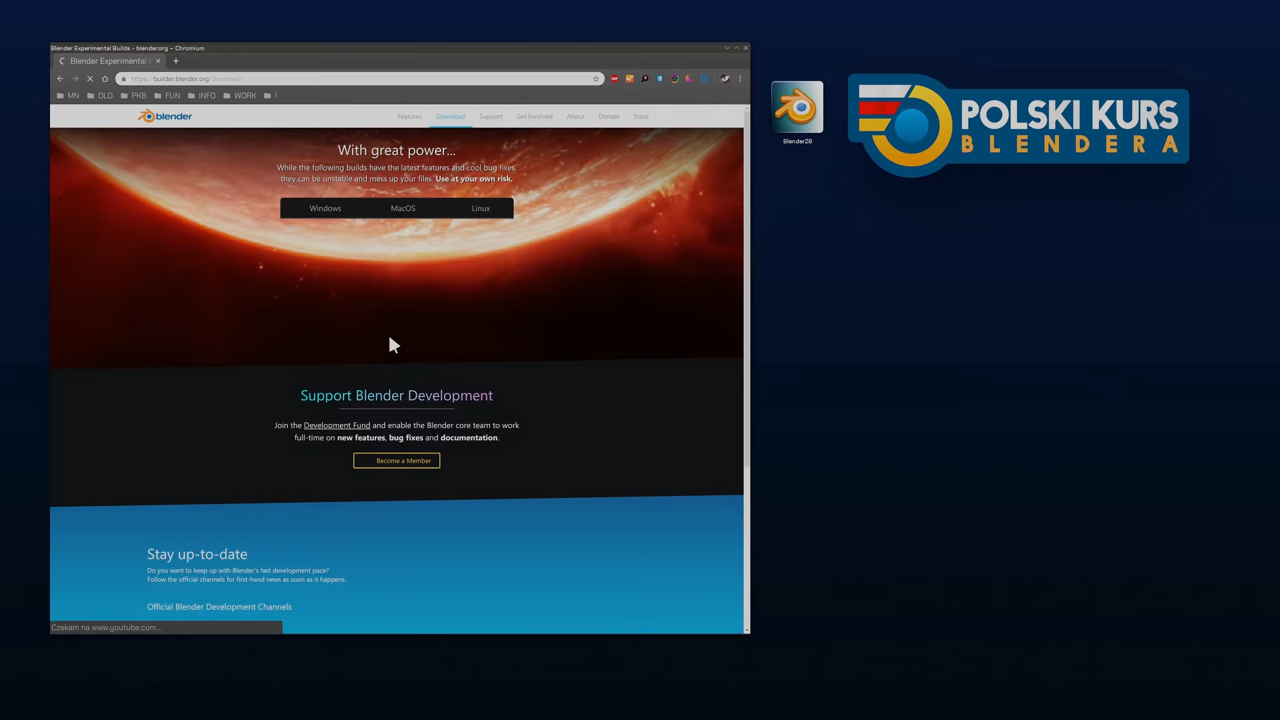 Blender Experimental Builds - blender.org – Chromium
Blender Experimental
https://builder.blender.org/download/
MN OLD PKB FUN INFO WORK !
blender
Features Download Support Get Involved About Donate Store
With great power...
While the following builds have the latest features and cool bug fixes,
they can be unstable and mess up your files. Use at your own risk.
Windows MacOS Linux
Support Blender Development
Join the Development Fund and enable the Blender core team to work
full-time on new features, bug fixes and documentation.
Become a Member
Stay up-to-date
Do you want to keep up with Blender's fast development pace?
Follow the official channels for first-hand news as soon as it happens.
Official Blender Development Channels
Czekam na www.youtube.com...
Blender28
POLSKI KURS
BLENDERA